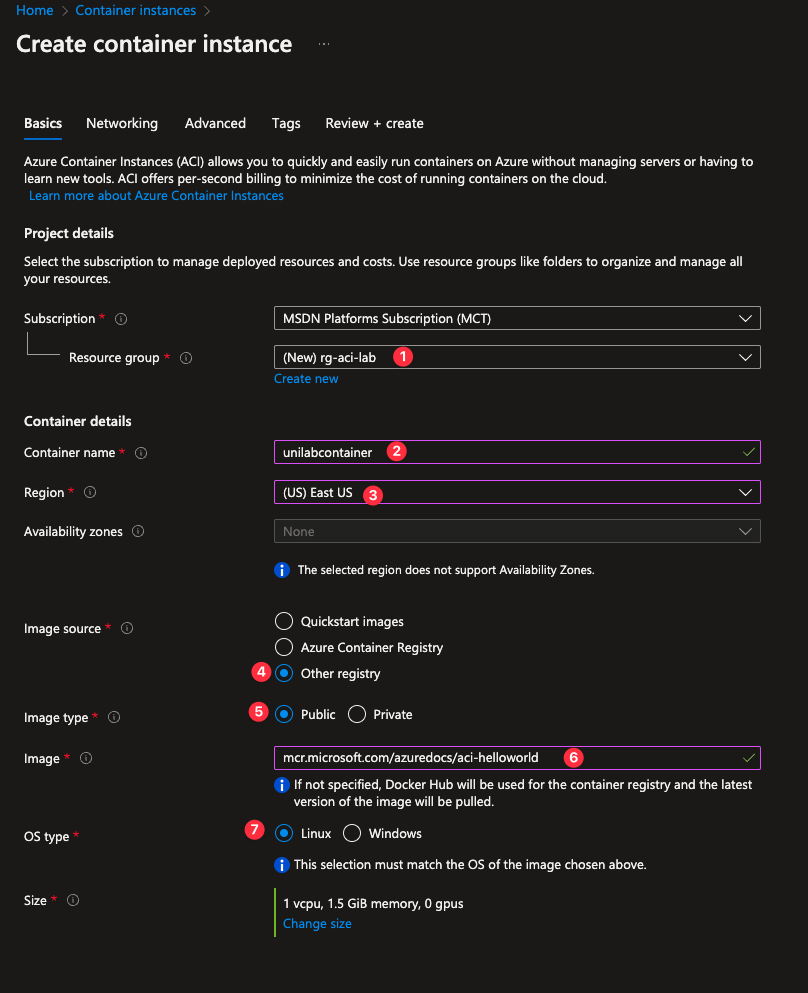 Home > Container instances >
Create container instance ...
Basics Networking Advanced Tags Review + create
Azure Container Instances (ACI) allows you to quickly and easily run containers on Azure without managing servers or having to
learn new tools. ACI offers per-second billing to minimize the cost of running containers on the cloud.
Learn more about Azure Container Instances
Project details
Select the subscription to manage deployed resources and costs. Use resource groups like folders to organize and manage all
your resources.
Subscription * MSDN Platforms Subscription (MCT)
Resource group * (New) rg-aci-lab 1
Create new
Container details
Container name * unilabcontainer 2
Region * (US) East US 3
Availability zones None
The selected region does not support Availability Zones.
Image source * Quickstart images
Azure Container Registry
4 Other registry
Image type * 5 Public Private
Image * mcr.microsoft.com/azuredocs/aci-helloworld 6
If not specified, Docker Hub will be used for the container registry and the latest
version of the image will be pulled.
OS type * 7 Linux Windows
This selection must match the OS of the image chosen above.
Size * 1 vcpu, 1.5 GiB memory, 0 gpus
Change size